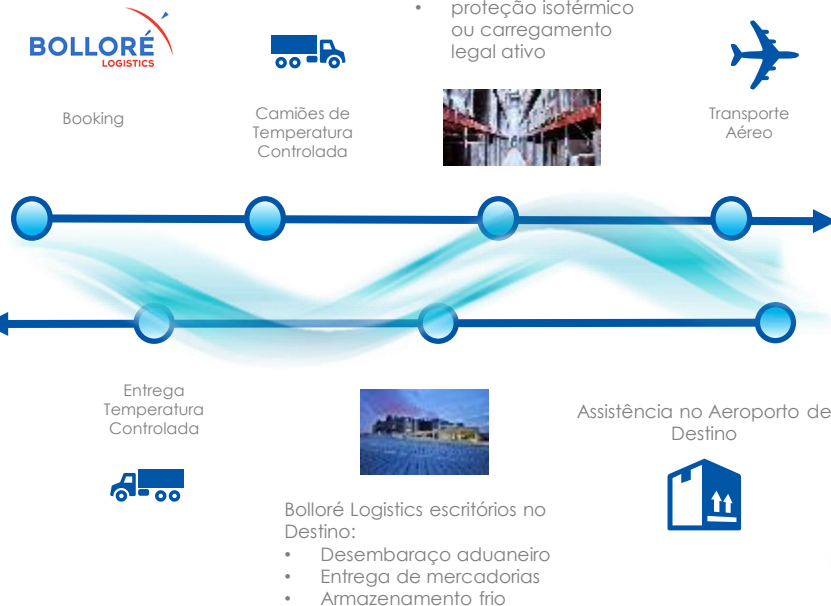 proteção isotérmico
ou carregamento
legal ativo
BOLLORÉ
LOGISTICS
Booking
Camiões de
Temperatura
Controlada
Transporte
Aéreo
Entrega
Temperatura
Controlada
Assistência no Aeroporto de
Destino
Bolloré Logistics escritórios no
Destino:
• Desembaraço aduaneiro
• Entrega de mercadorias
• Armazenamento frio